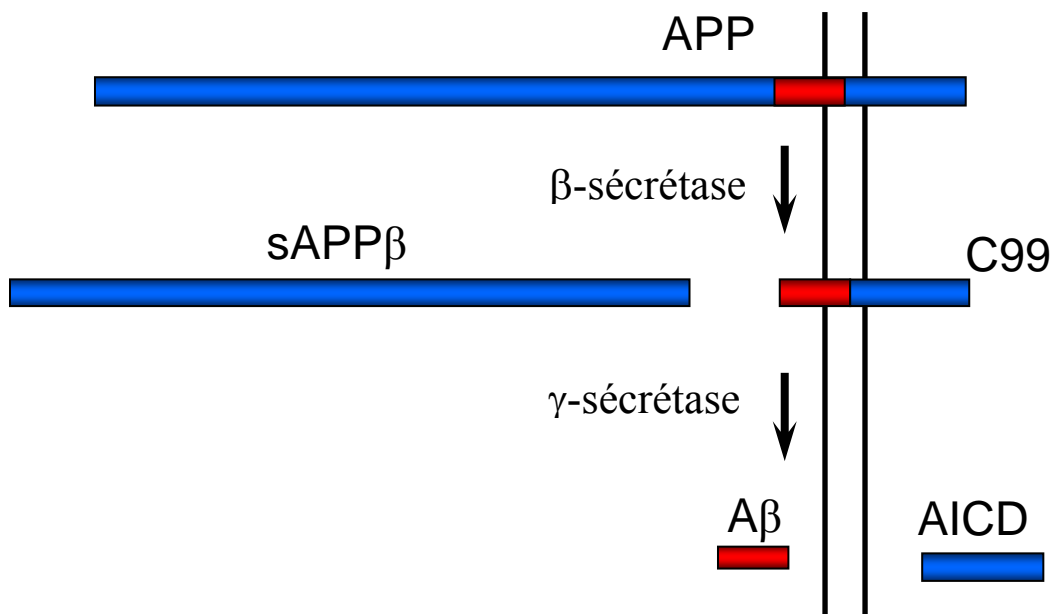 APP
β-sécrétase
sAPPβ
C99
γ-sécrétase
Aβ
AICD